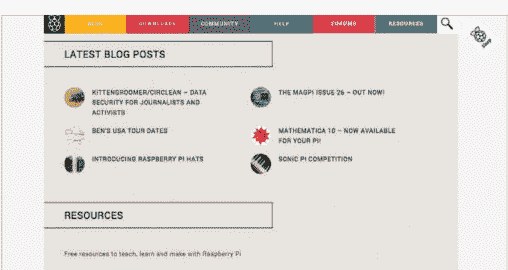 BLOG DOWNLOADS COMMUNITY HELP FORUMS RESOURCES
LATEST BLOG POSTS
KITTENGROOMER/CIRCLEAN – DATA
SECURITY FOR JOURNALISTS AND
ACTIVISTS
THE MAGPI ISSUE 26 – OUT NOW!
BEN'S USA TOUR DATES
MATHEMATICA 10 – NOW AVAILABLE
FOR YOUR PI!
INTRODUCING RASPBERRY PI HATS
SONIC PI COMPETITION
RESOURCES
Free resources to teach, learn and make with Raspberry Pi